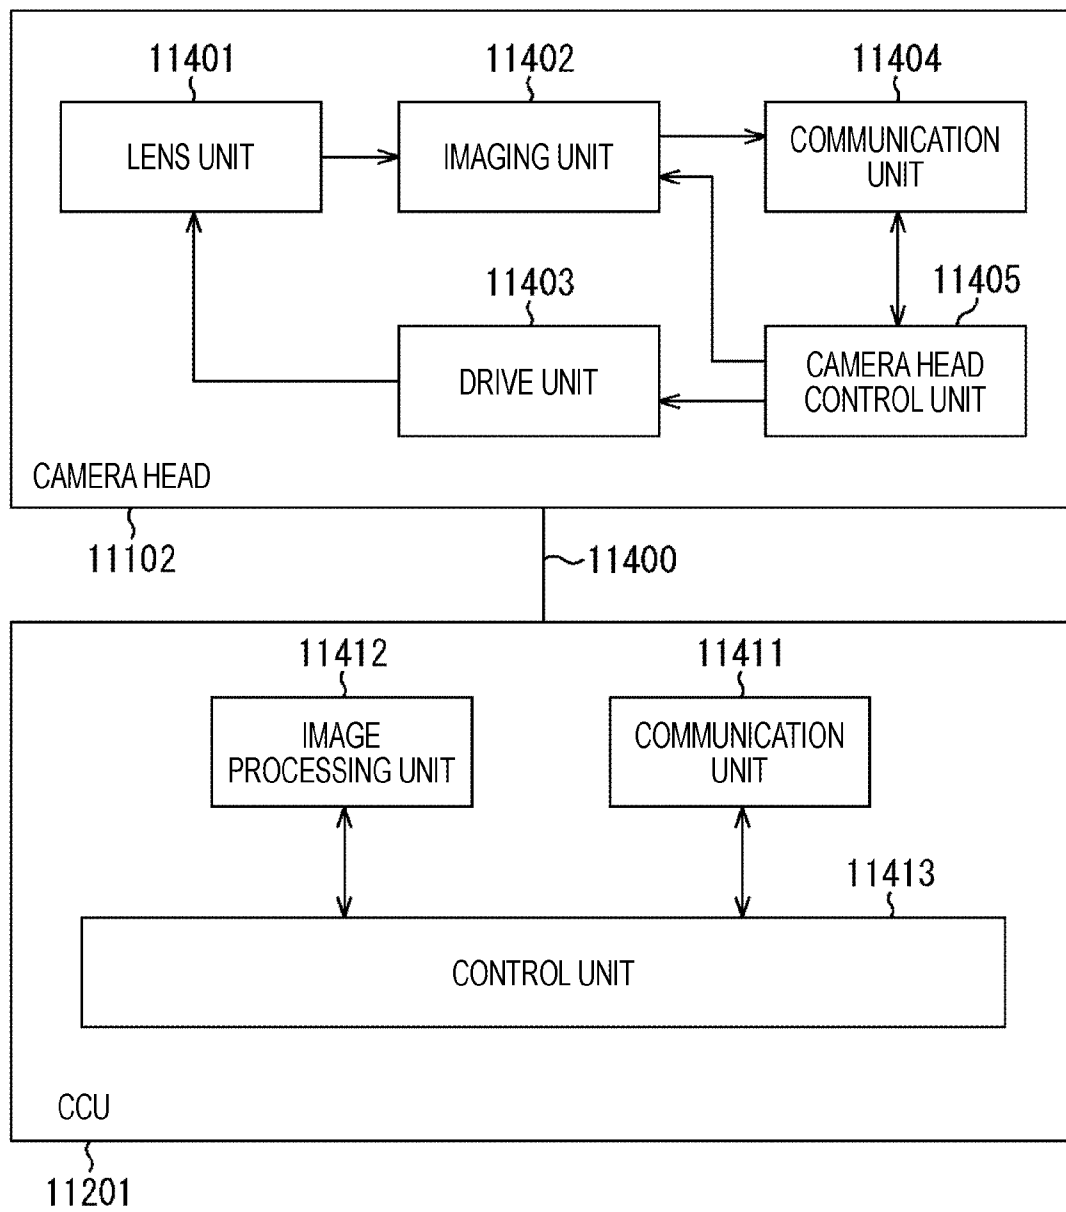 11401
11402
11404
LENS UNIT
IMAGING UNIT
COMMUNICATION
UNIT
11403
11405
DRIVE UNIT
CAMERA HEAD
CONTROL UNIT
CAMERA HEAD
11102
11400
11412
11411
IMAGE
PROCESSING UNIT
COMMUNICATION
UNIT
11413
CONTROL UNIT
CCU
11201